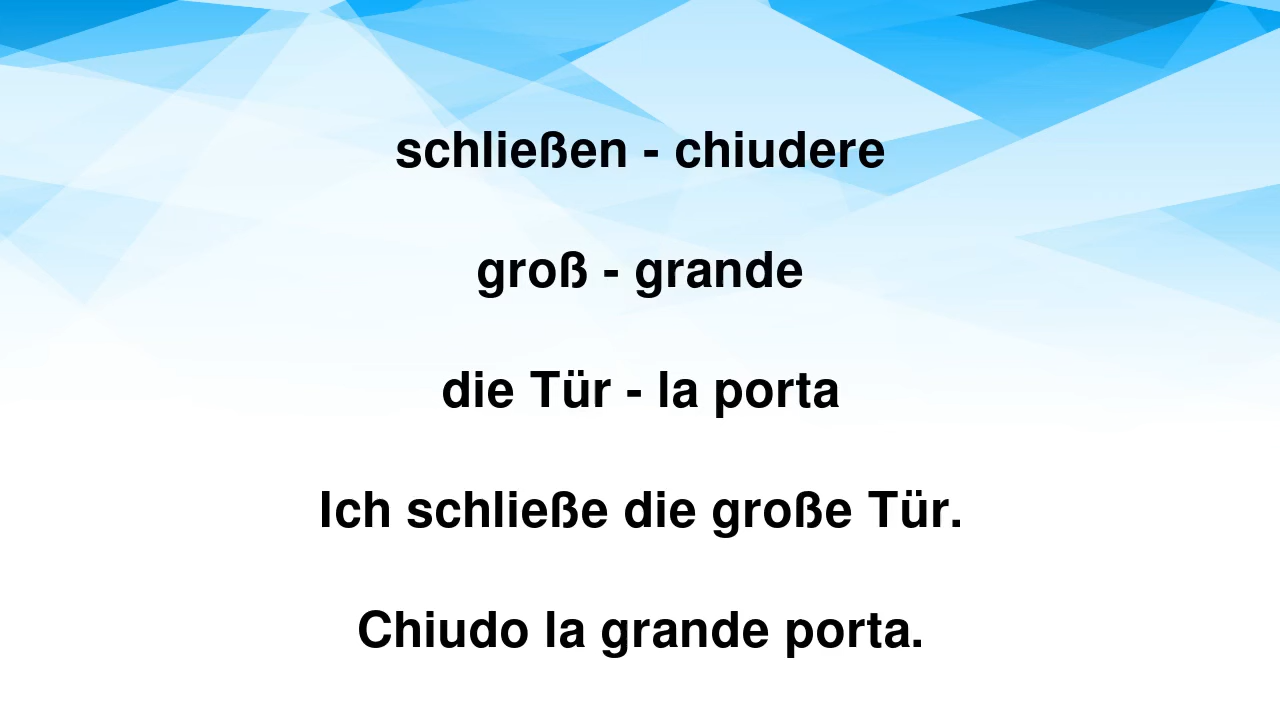 schließen - chiudere
groß - grande
die Tür - la porta
Ich schließe die große Tür.
Chiudo la grande porta.